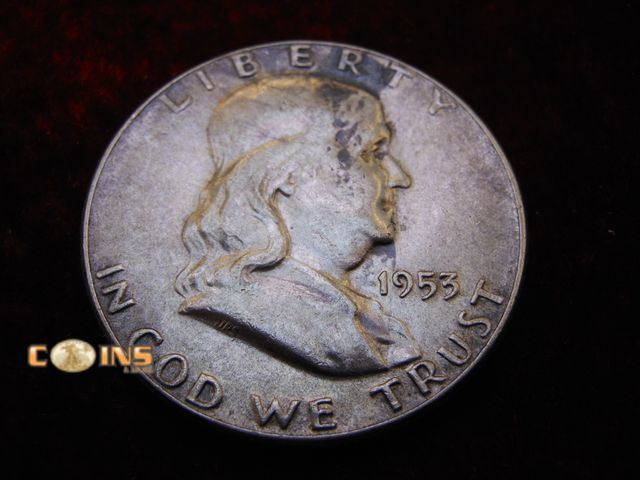 LIBERTY
1953
IN GOD WE TRUST
COINS